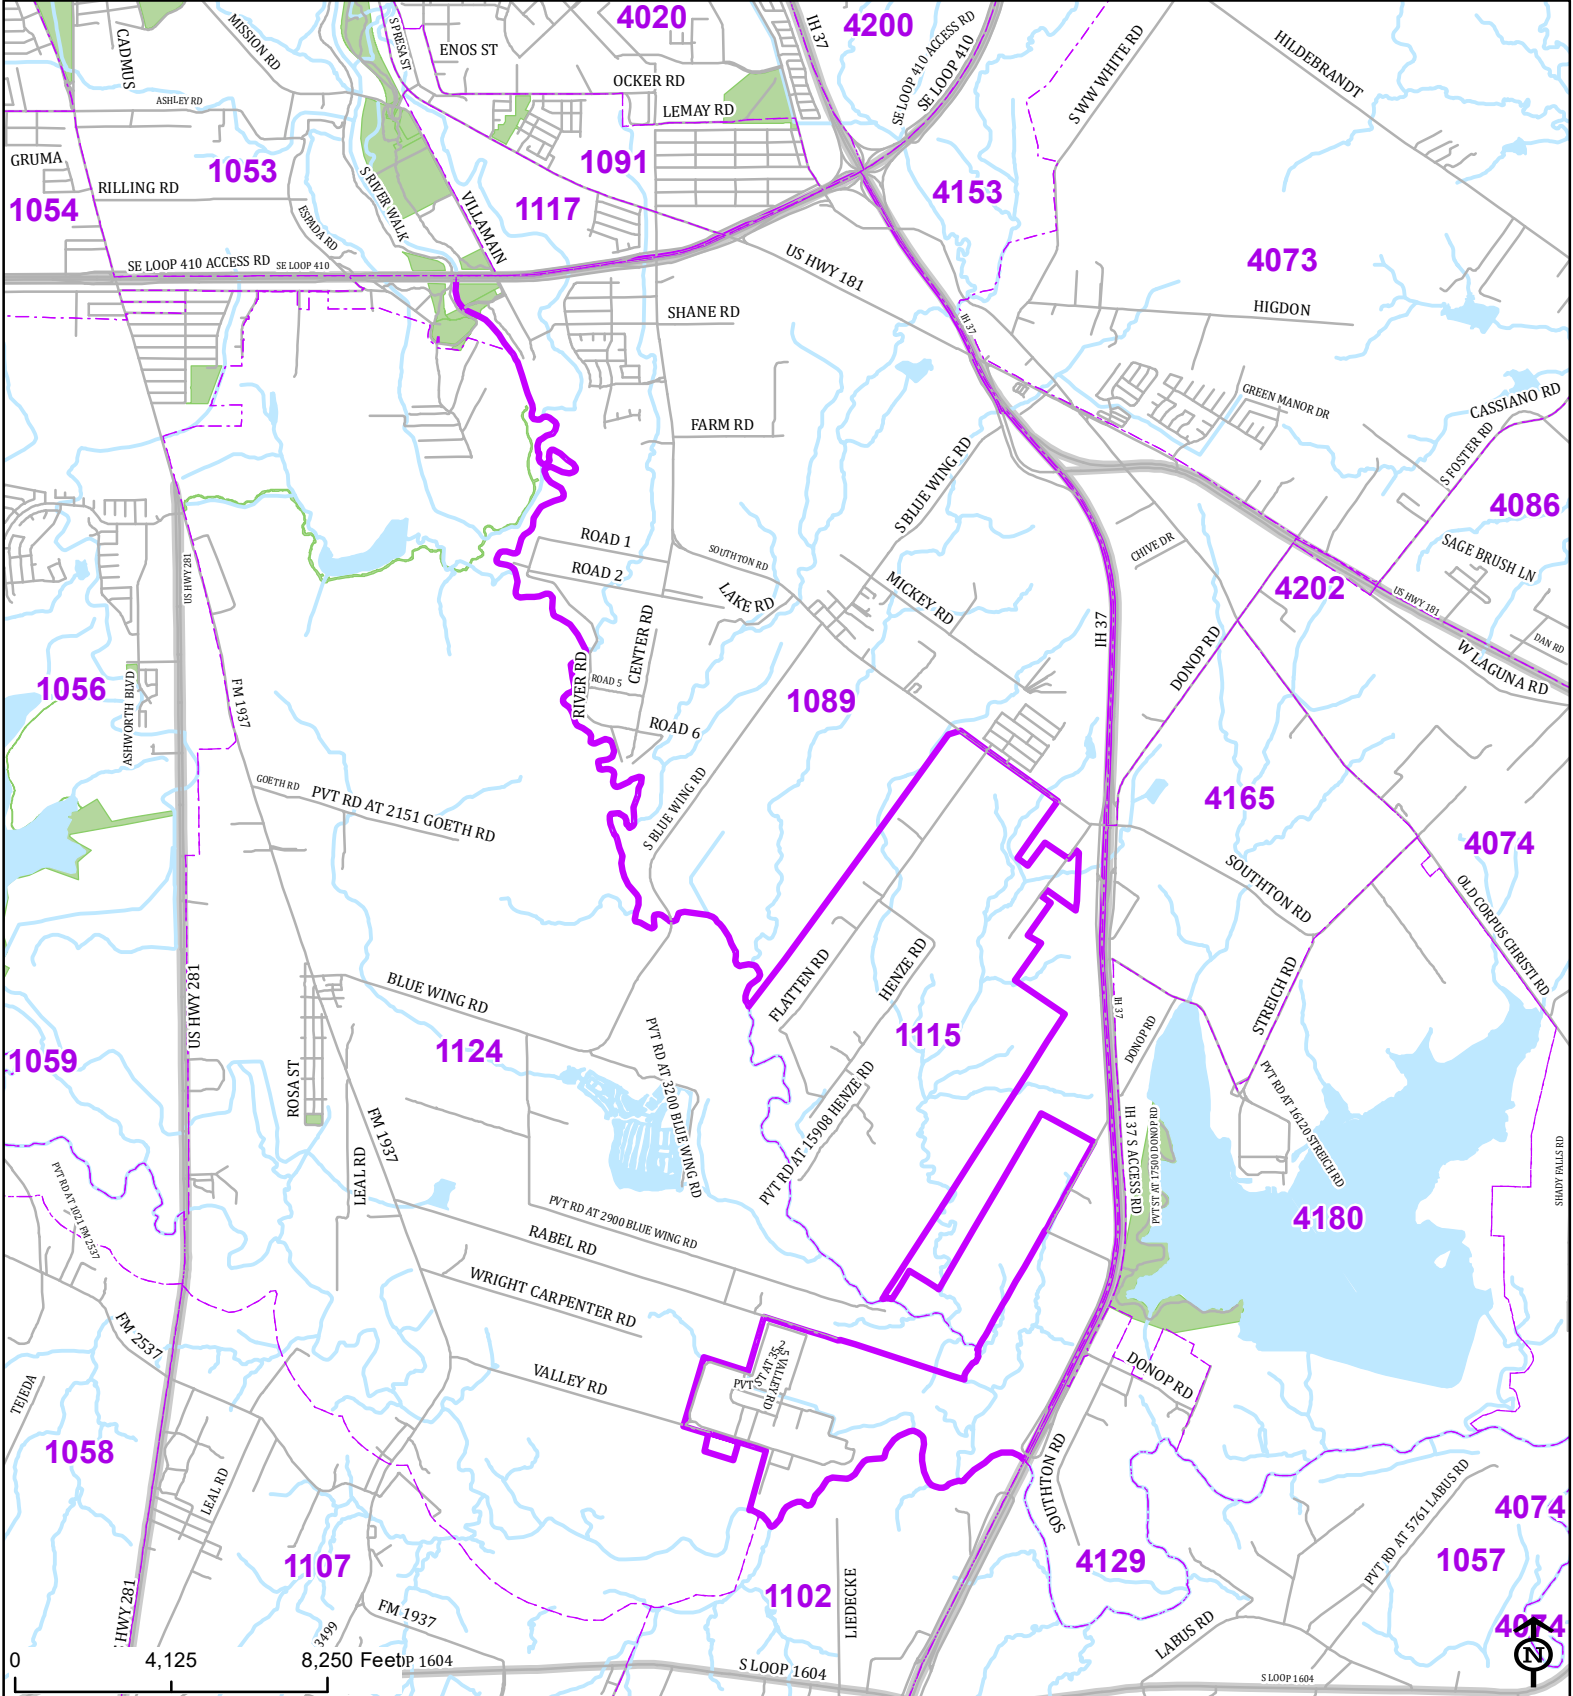 4020
4200
IH 37
SE LOOP 410 ACCESS RD
SE LOOP 410
S WW WHITE RD
HILDEBRANDT
CADMUS
MISSION RD
S PRESA ST
ENOS ST
OCKER RD
LEMAY RD
ASHLEY RD
GRUMA
1053
1091
RILLING RD
S RIVER WALK
VILLAMAIN
1117
4153
1054
ESPADA RD
SE LOOP 410 ACCESS RD
SE LOOP 410
US HWY 181
4073
HIGDON
SHANE RD
IH 37
GREEN MANOR DR
CASSIANO RD
FARM RD
S FOSTER RD
S BLUE WING RD
4086
ROAD 1
SOUTHTON RD
CHIVE DR
SAGE BRUSH LN
US HWY 281
ROAD 2
LAKE RD
MICKEY RD
4202
US HWY 181
IH 37
DONOP RD
DAN RD
W LAGUNA RD
1056
ASHWORTH BLVD
FM 1937
RIVER RD
ROAD 5
CENTER RD
ROAD 6
1089
GOETH RD
PVT RD AT 2151 GOETH RD
S BLUE WING RD
4165
4074
SOUTHTON RD
OLD CORPUS CHRISTI RD
US HWY 281
BLUE WING RD
FLATTEN RD
HENZE RD
STREICH RD
IH 37
DONOP RD
1059
1124
1115
ROSA ST
PVT RD AT 3200 BLUE WING RD
PVT RD AT 15908 HENZE RD
PVT RD AT 16120 STREICH RD
FM 1937
LEAL RD
IH 37 S ACCESS RD
PVT ST AT 17500 DONOP RD
SHADY FALLS RD
PVT RD AT 1021 FM 2537
PVT RD AT 2900 BLUE WING RD
4180
RABEL RD
WRIGHT CARPENTER RD
FM 2537
VALLEY RD
DONOP RD
TEJEDA
1058
LEAL RD
SOUTHTON RD
PVT RD AT 5761 LABUS RD
4074
1107
1102
4129
1057
LIEDECKE
FM 1937
3499
LABUS RD
4074
HWY 281
S LOOP 1604
S LOOP 1604
OP 1604
0 4,125 8,250 Feet
N